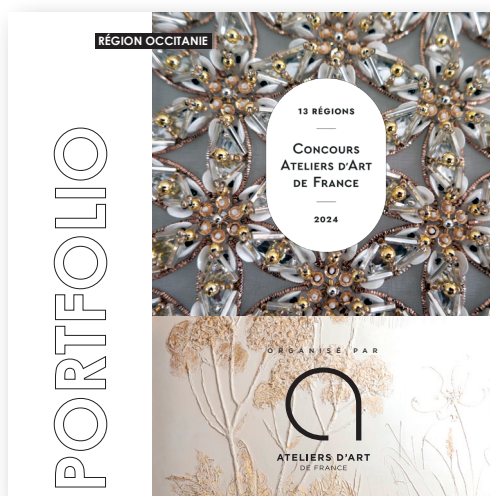 RÉGION OCCITANIE
PORTFOLIO
13 RÉGIONS
CONCOURS
ATELIERS D'ART
DE FRANCE
2024
ORGANISÉ PAR
ATELIERS D'ART
DE FRANCE